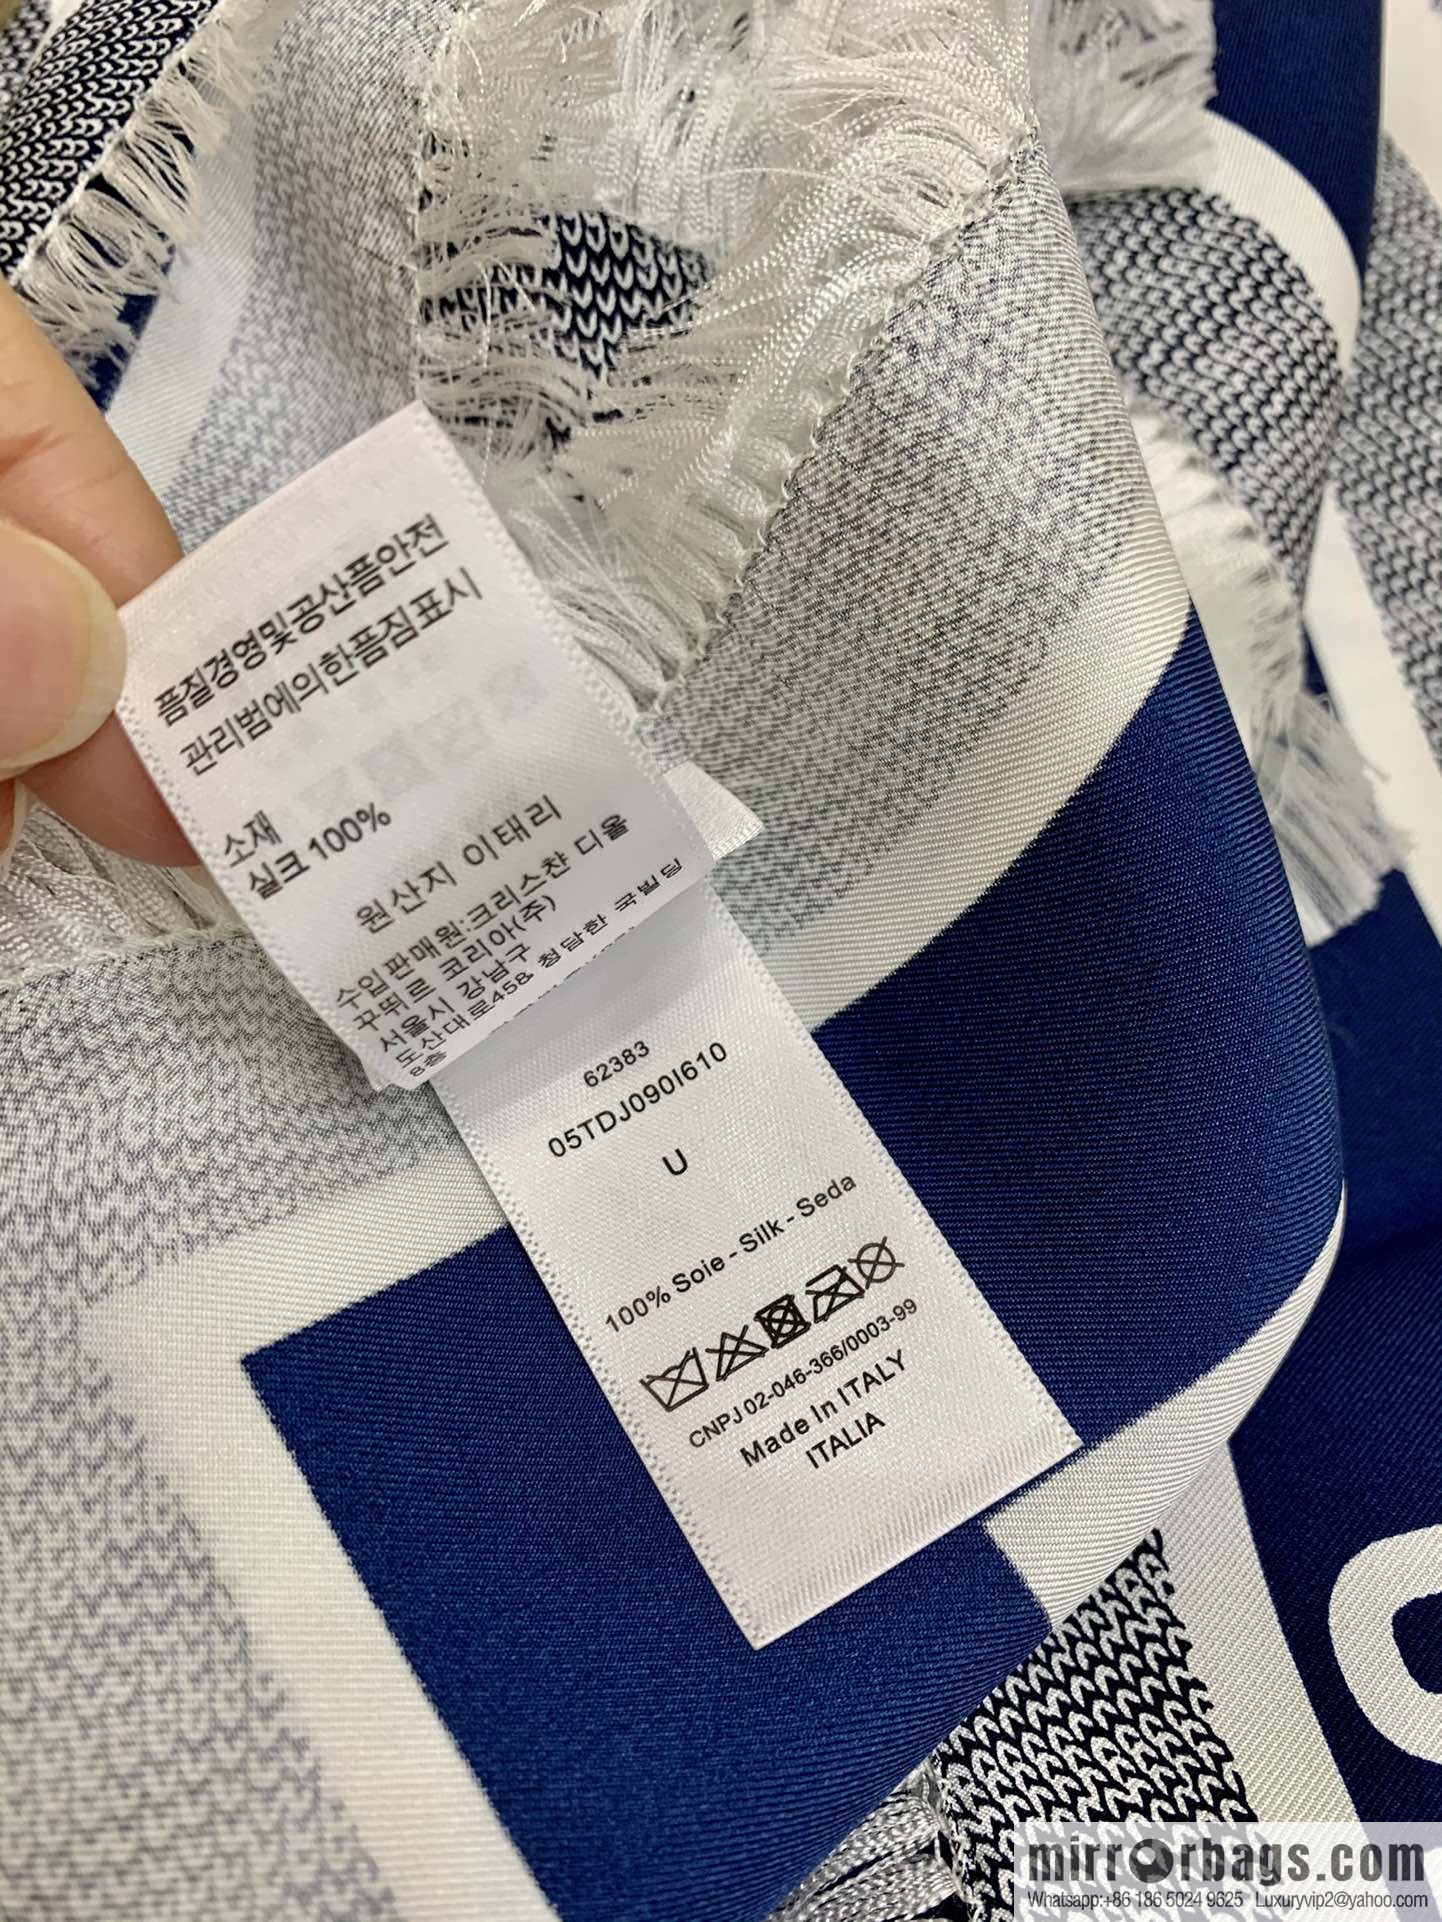 품질경영및공산품안전
관리법에의한품짐표시
소재
실크 100%
원산지 이태리
수입판매원:크리스챤 디올
꾸뛰르 코리아(주)
서울시 강남구
도산대로458 청담한 국빌딩
8층
62383
05TDJ090I610
U
100% Soie - Silk - Seda
CNPJ 02-046-366/0003-99
Made In ITALY
ITALIA
mirrorbags.com
Whatsapp:+86 186 5024 9625 Luxuryvip2@yahoo.com